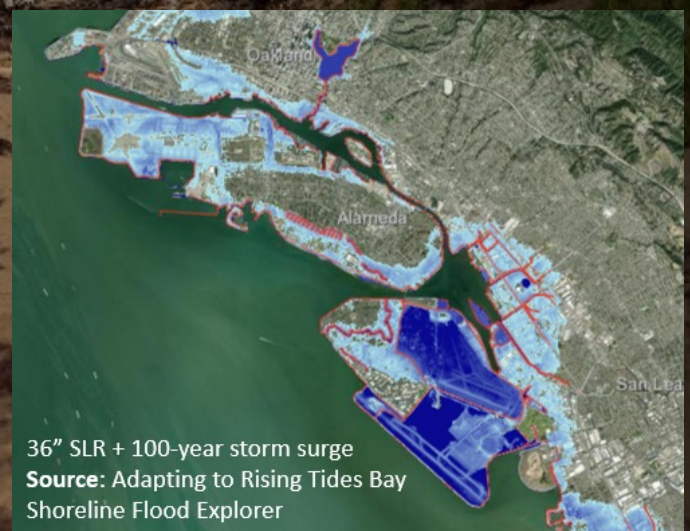 Oakland
Alameda
San Lea
36” SLR + 100-year storm surge
Source: Adapting to Rising Tides Bay
Shoreline Flood Explorer